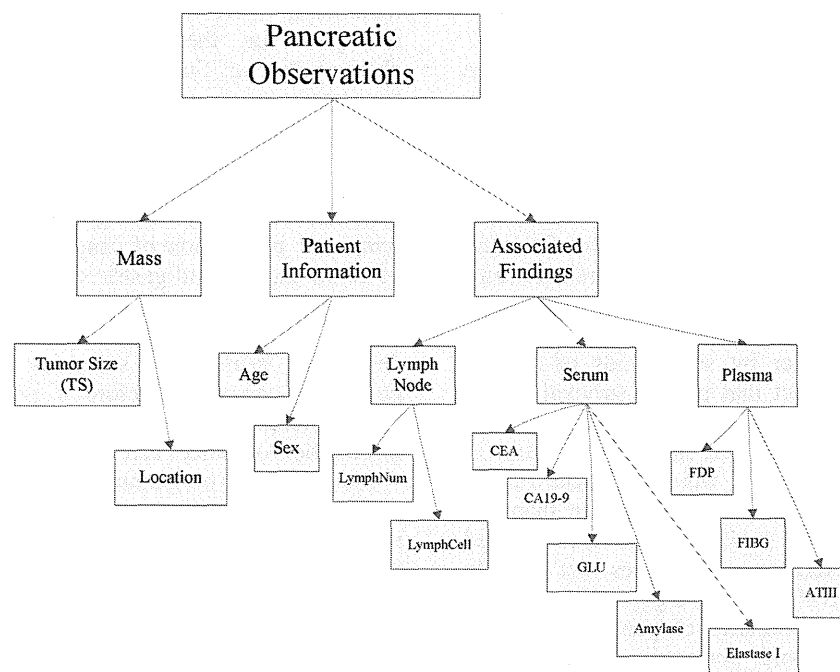 Pancreatic
Observations
Mass
Patient
Information
Associated
Findings
Tumor Size
(TS)
Location
Age
Sex
Lymph
Node
Serum
Plasma
LymphNum
LymphCell
CEA
CA19-9
GLU
Amylase
Elastase I
FDP
FIBG
ATIII